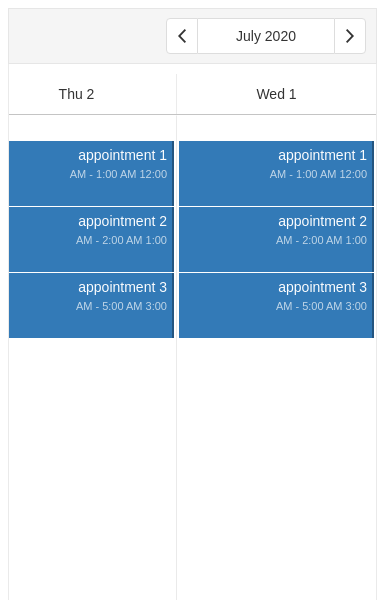 July 2020
Thu 2
Wed 1
appointment 1
AM - 1:00 AM 12:00
appointment 1
AM - 1:00 AM 12:00
appointment 2
AM - 2:00 AM 1:00
appointment 2
AM - 2:00 AM 1:00
appointment 3
AM - 5:00 AM 3:00
appointment 3
AM - 5:00 AM 3:00